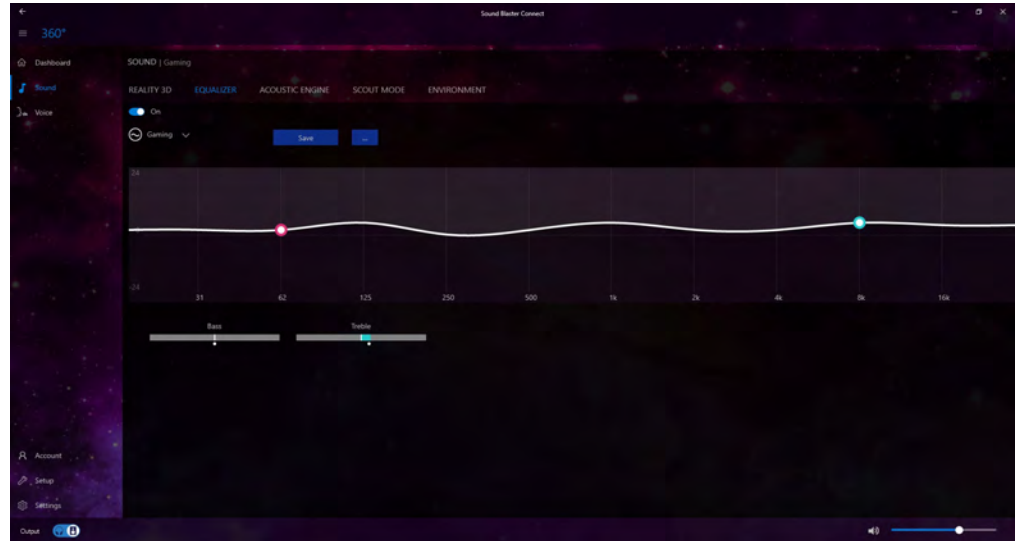 Sound Blaster Connect
360°
Dashboard
Sound
Voice
SOUND | Gaming
REALITY 3D EQUALIZER ACOUSTIC ENGINE SCOUT MODE ENVIRONMENT
On
Gaming
Save ...
24
-24
31 62 125 250 500 1k 2k 4k 8k 16k
Bass Treble
Account
Setup
Settings
Output